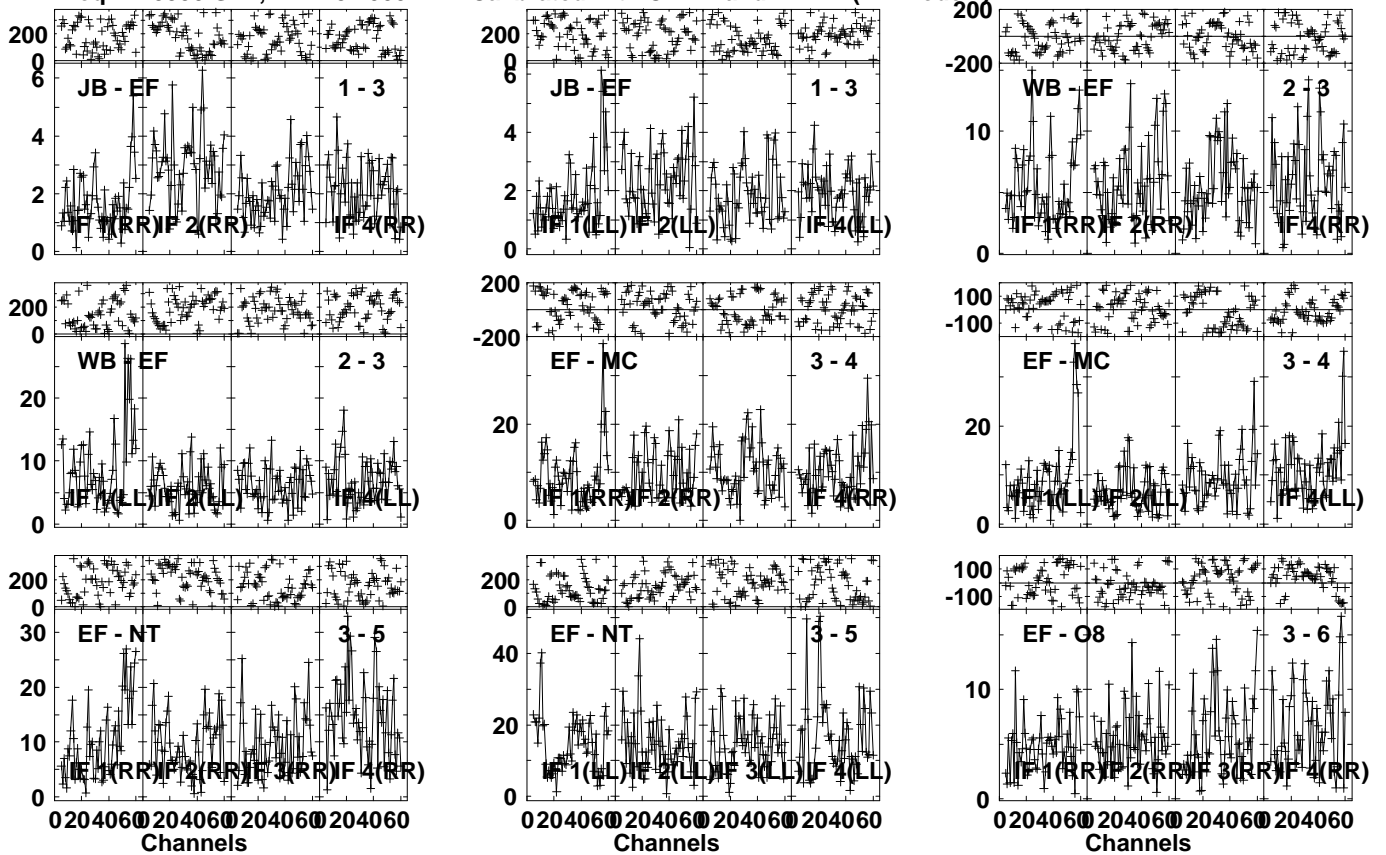 200
0
6
4
2
0
JB - EF 1 - 3
IF 1(RR) IF 2(RR) IF 4(RR)
JB - EF 1 - 3
6
4
2
0
200
0
IF 1(LL) IF 2(LL) IF 4(LL)
200
-200
WB - EF 2 - 3
10
0
IF 1(RR) IF 2(RR) IF 4(RR)
200
0
WB - EF 2 - 3
20
10
0
IF 1(LL) IF 2(LL) IF 4(LL)
200
-200
EF - MC 3 - 4
20
0
IF 1(RR) IF 2(RR) IF 4(RR)
100
-100
EF - MC 3 - 4
20
0
IF 1(LL) IF 2(LL) IF 4(LL)
200
0
EF - NT 3 - 5
30
20
10
0
IF 1(RR) IF 2(RR) IF 3(RR) IF 4(RR)
0 20 40 60 0 20 40 60 0 20 40 60 0 20 40 60
Channels
200
0
EF - NT 3 - 5
40
20
0
IF 1(LL) IF 2(LL) IF 3(LL) IF 4(LL)
0 20 40 60 0 20 40 60 0 20 40 60 0 20 40 60
Channels
100
-100
EF - O8 3 - 6
10
0
IF 1(RR) IF 2(RR) IF 3(RR) IF 4(RR)
0 20 40 60 0 20 40 60 0 20 40 60 0 20 40 60
Channels